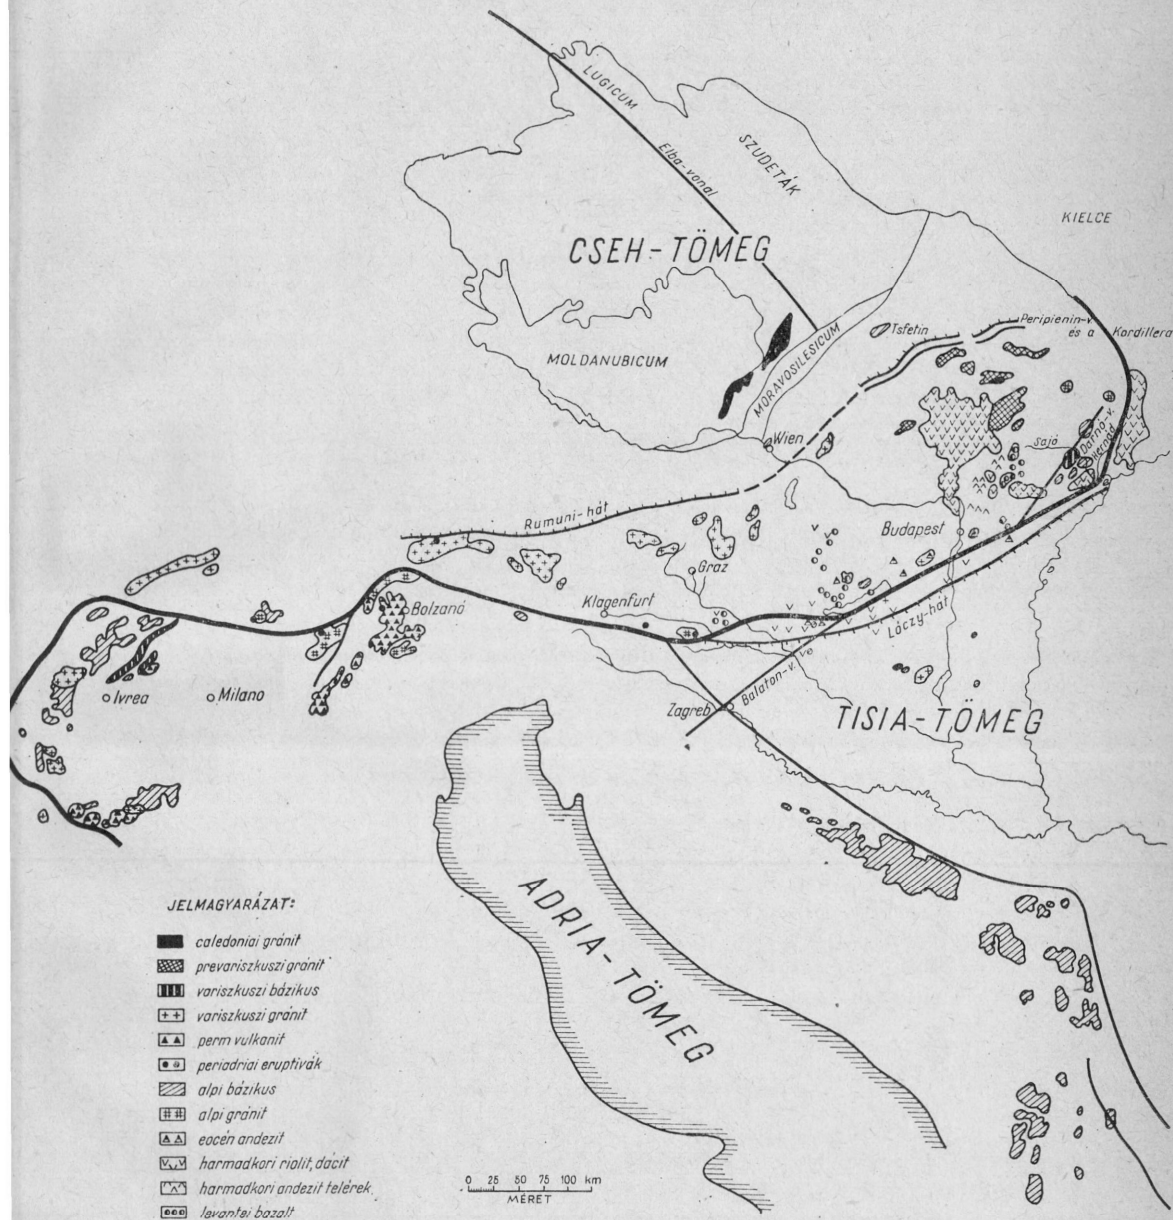 LUGICUM
SZUDETÁK
Elba-vonal
KIELCE
CSEH-TÖMEG
Tsfetin
Peripienin-v.
és a Kordillera
MOLDANUBICUM
MORAVOSILESICUM
Wien
Sajó
Darnó-v.
Hernád
Rumuni-hát
Budapest
Graz
Bolzanó
Klagenfurt
Lóczy-hát
Ivrea
Milano
Zagreb
Balaton-v.
TISIA-TÖMEG
ADRIA-TÖMEG
JELMAGYARÁZAT:
caledoniai gránit
prevariszkuszi gránit
variszkuszi bázikus
variszkuszi gránit
perm vulkanit
periadriai eruptivák
alpi bázikus
alpi gránit
eocén andezit
harmadkori riolit, dácit
harmadkori andezit telérek
levantei bazalt
0 25 50 75 100 km
MÉRET